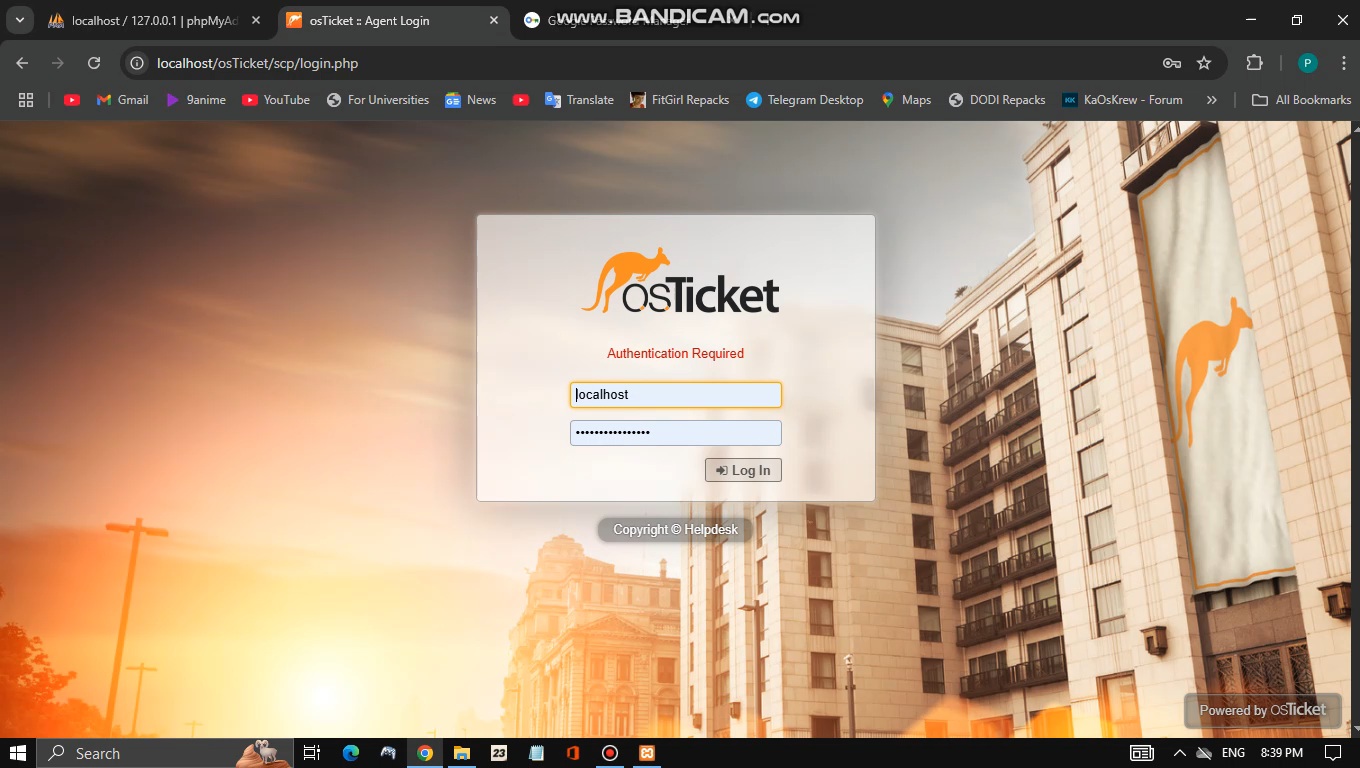 localhost / 127.0.0.1 | phpMyAd
osTicket :: Agent Login
www.BANDICAM.com
localhost/osTicket/scp/login.php
P
Gmail
9anime
YouTube
For Universities
News
Translate
FitGirl Repacks
Telegram Desktop
Maps
DODI Repacks
KK
KaOsKrew - Forum
»
All Bookmarks
osTicket
Authentication Required
localhost
••••••••••••••••
Log In
Copyright © Helpdesk
Powered by osTicket
Search
23
ENG
8:39 PM